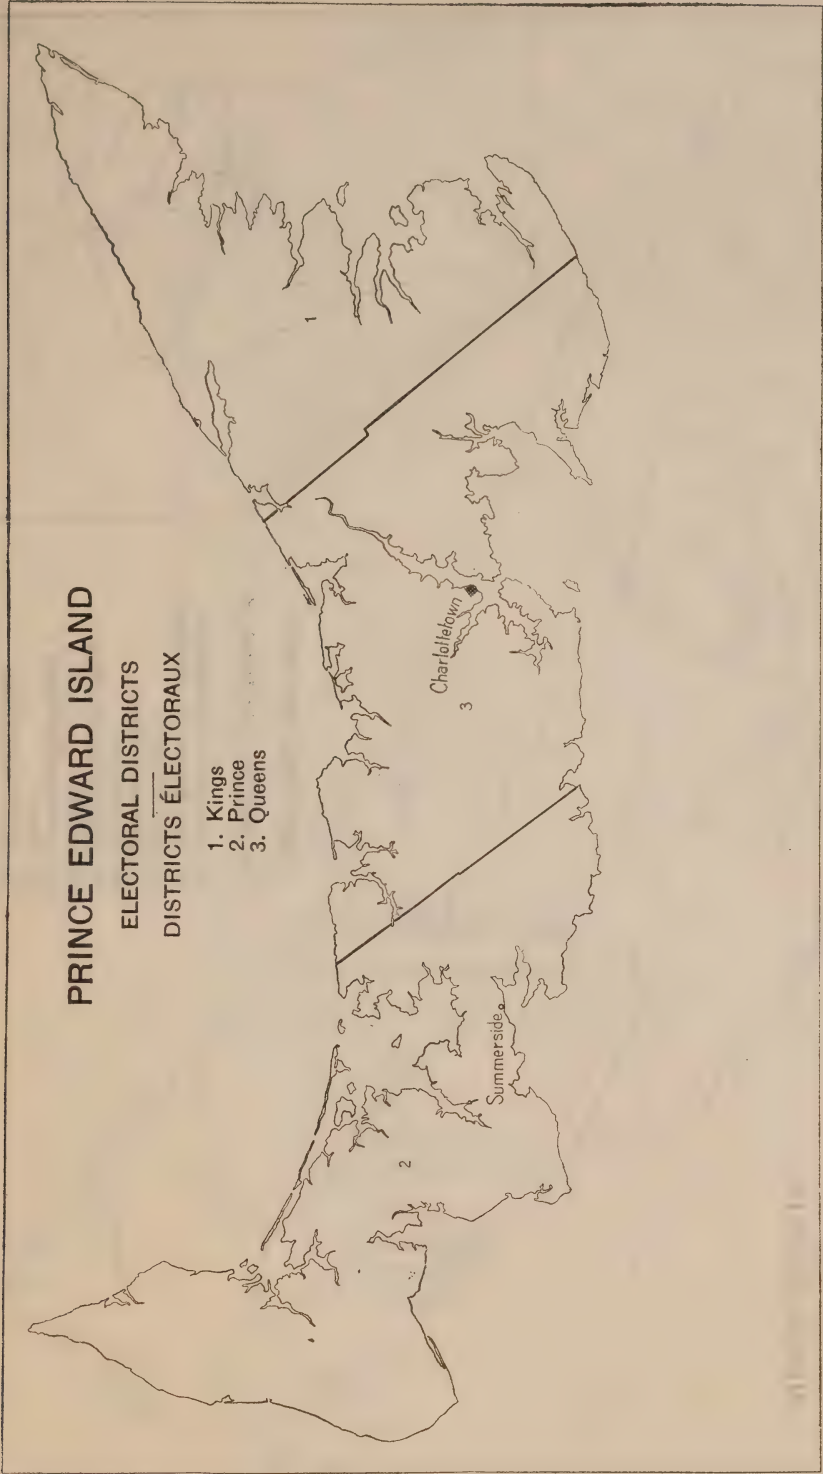 PRINCE EDWARD ISLAND
ELECTORAL DISTRICTS
DISTRICTS ÉLECTORAUX
1. Kings
2. Prince
3. Queens
1
Charlottetown
3
Summerside
2